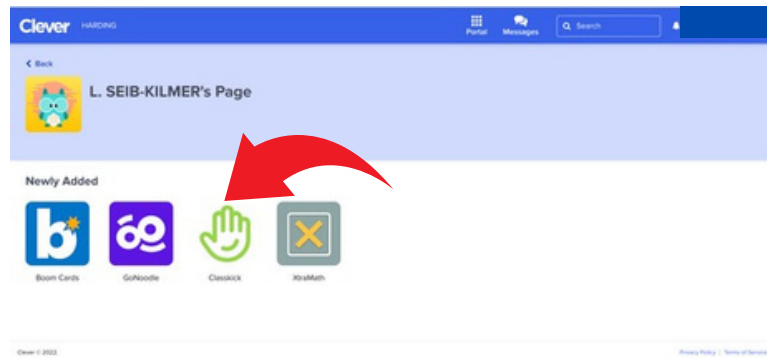 Clever HARDING Portal Messages Search
Back
L. SEIB-KILMER's Page
Newly Added
b
Boom Cards GoNoodle Classkick XtraMath
Clever © 2022 Privacy Policy | Terms of Service